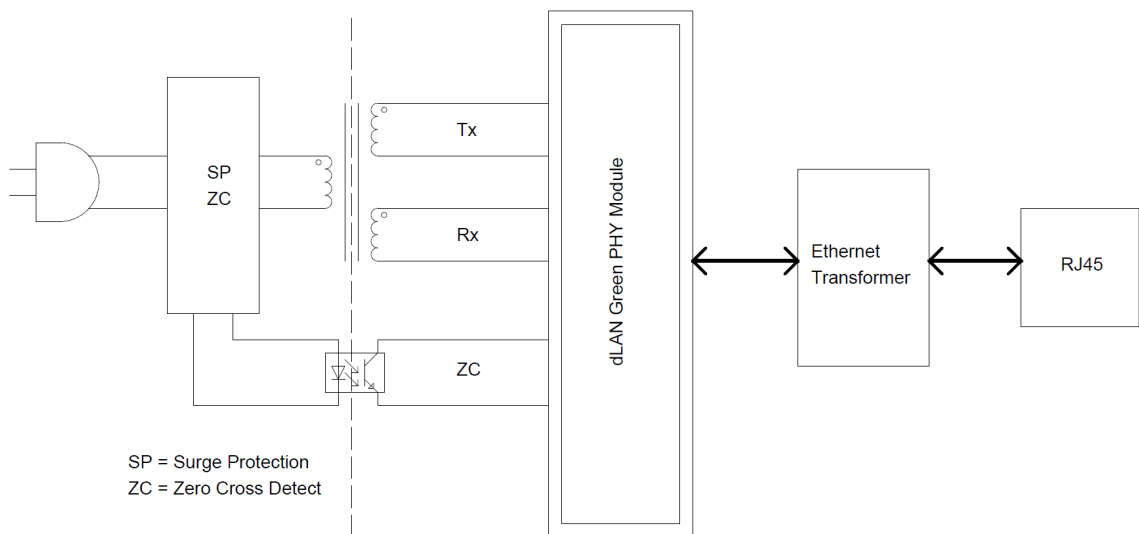 SP
ZC
Tx
Rx
ZC
dLAN Green PHY Module
Ethernet
Transformer
RJ45
SP = Surge Protection
ZC = Zero Cross Detect